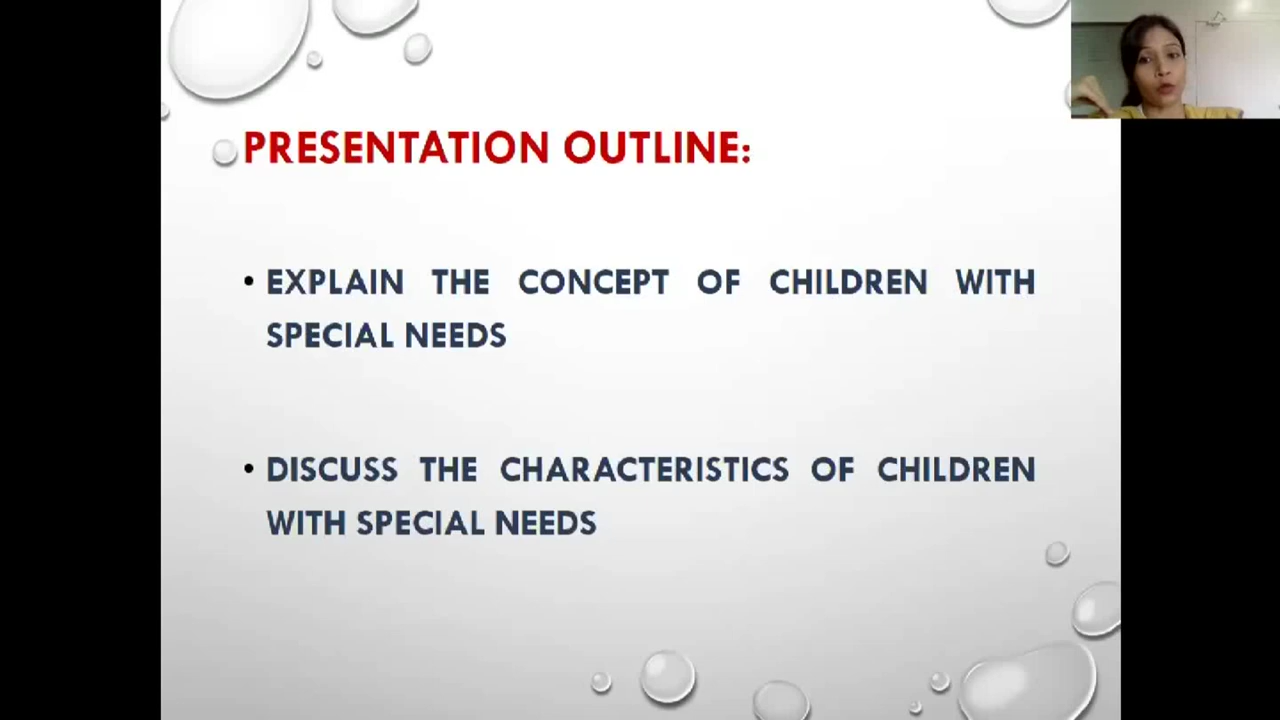 PRESENTATION OUTLINE:
• EXPLAIN THE CONCEPT OF CHILDREN WITH
SPECIAL NEEDS
• DISCUSS THE CHARACTERISTICS OF CHILDREN
WITH SPECIAL NEEDS